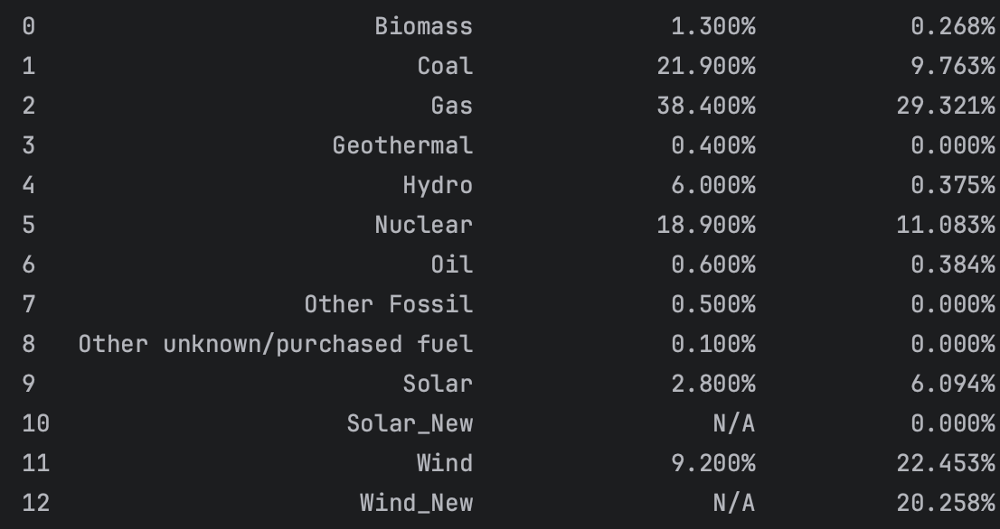 0 Biomass 1.300% 0.268%
1 Coal 21.900% 9.763%
2 Gas 38.400% 29.321%
3 Geothermal 0.400% 0.000%
4 Hydro 6.000% 0.375%
5 Nuclear 18.900% 11.083%
6 Oil 0.600% 0.384%
7 Other Fossil 0.500% 0.000%
8 Other unknown/purchased fuel 0.100% 0.000%
9 Solar 2.800% 6.094%
10 Solar_New N/A 0.000%
11 Wind 9.200% 22.453%
12 Wind_New N/A 20.258%